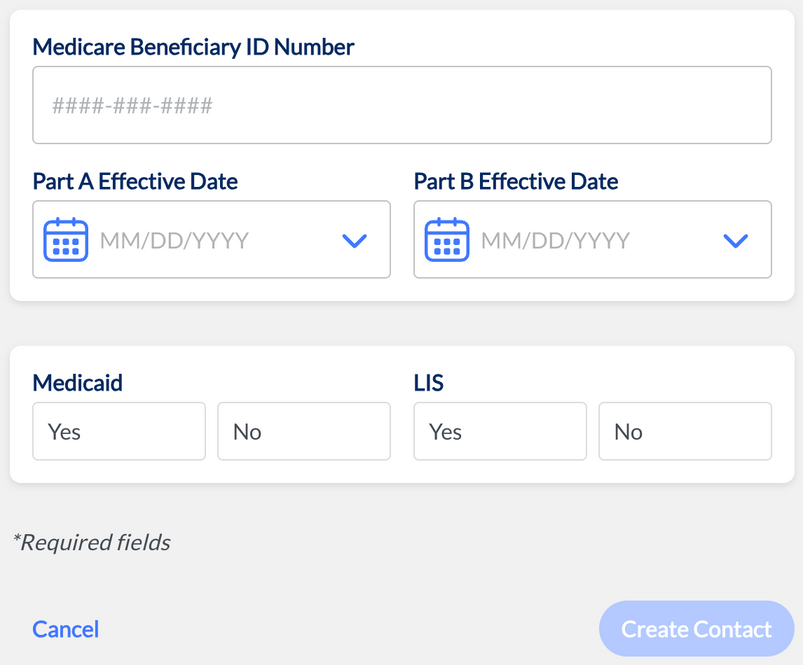 Medicare Beneficiary ID Number
####-###-####
Part A Effective Date
Part B Effective Date
MM/DD/YYYY
MM/DD/YYYY
Medicaid
LIS
Yes
No
Yes
No
*Required fields
Cancel
Create Contact